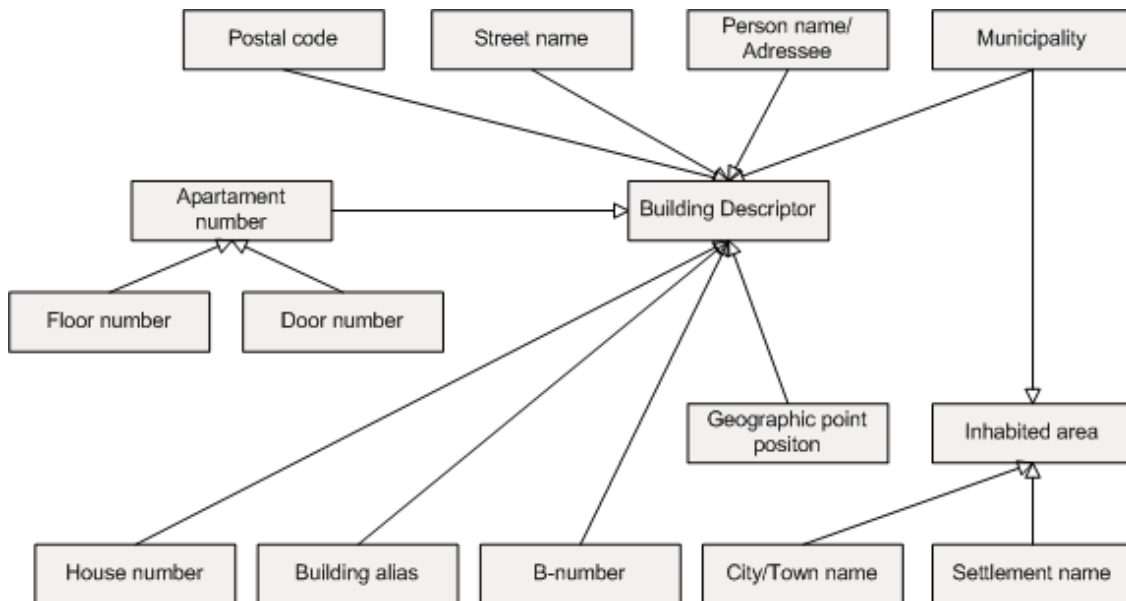 Postal code
Street name
Person name/
Adressee
Municipality
Apartament
number
Building Descriptor
Floor number
Door number
Geographic point
positon
Inhabited area
House number
Building alias
B-number
City/Town name
Settlement name